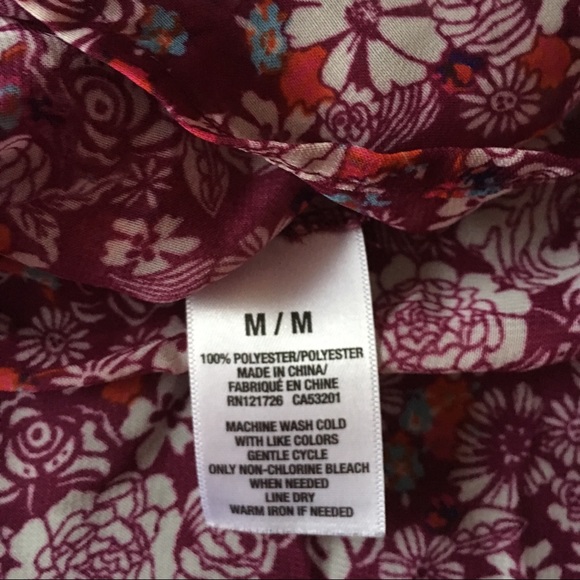 M / M
100% POLYESTER/POLYESTER
MADE IN CHINA/
FABRIQUÉ EN CHINE
RN121726 CA53201
MACHINE WASH COLD
WITH LIKE COLORS
GENTLE CYCLE
ONLY NON-CHLORINE BLEACH
WHEN NEEDED
LINE DRY
WARM IRON IF NEEDED